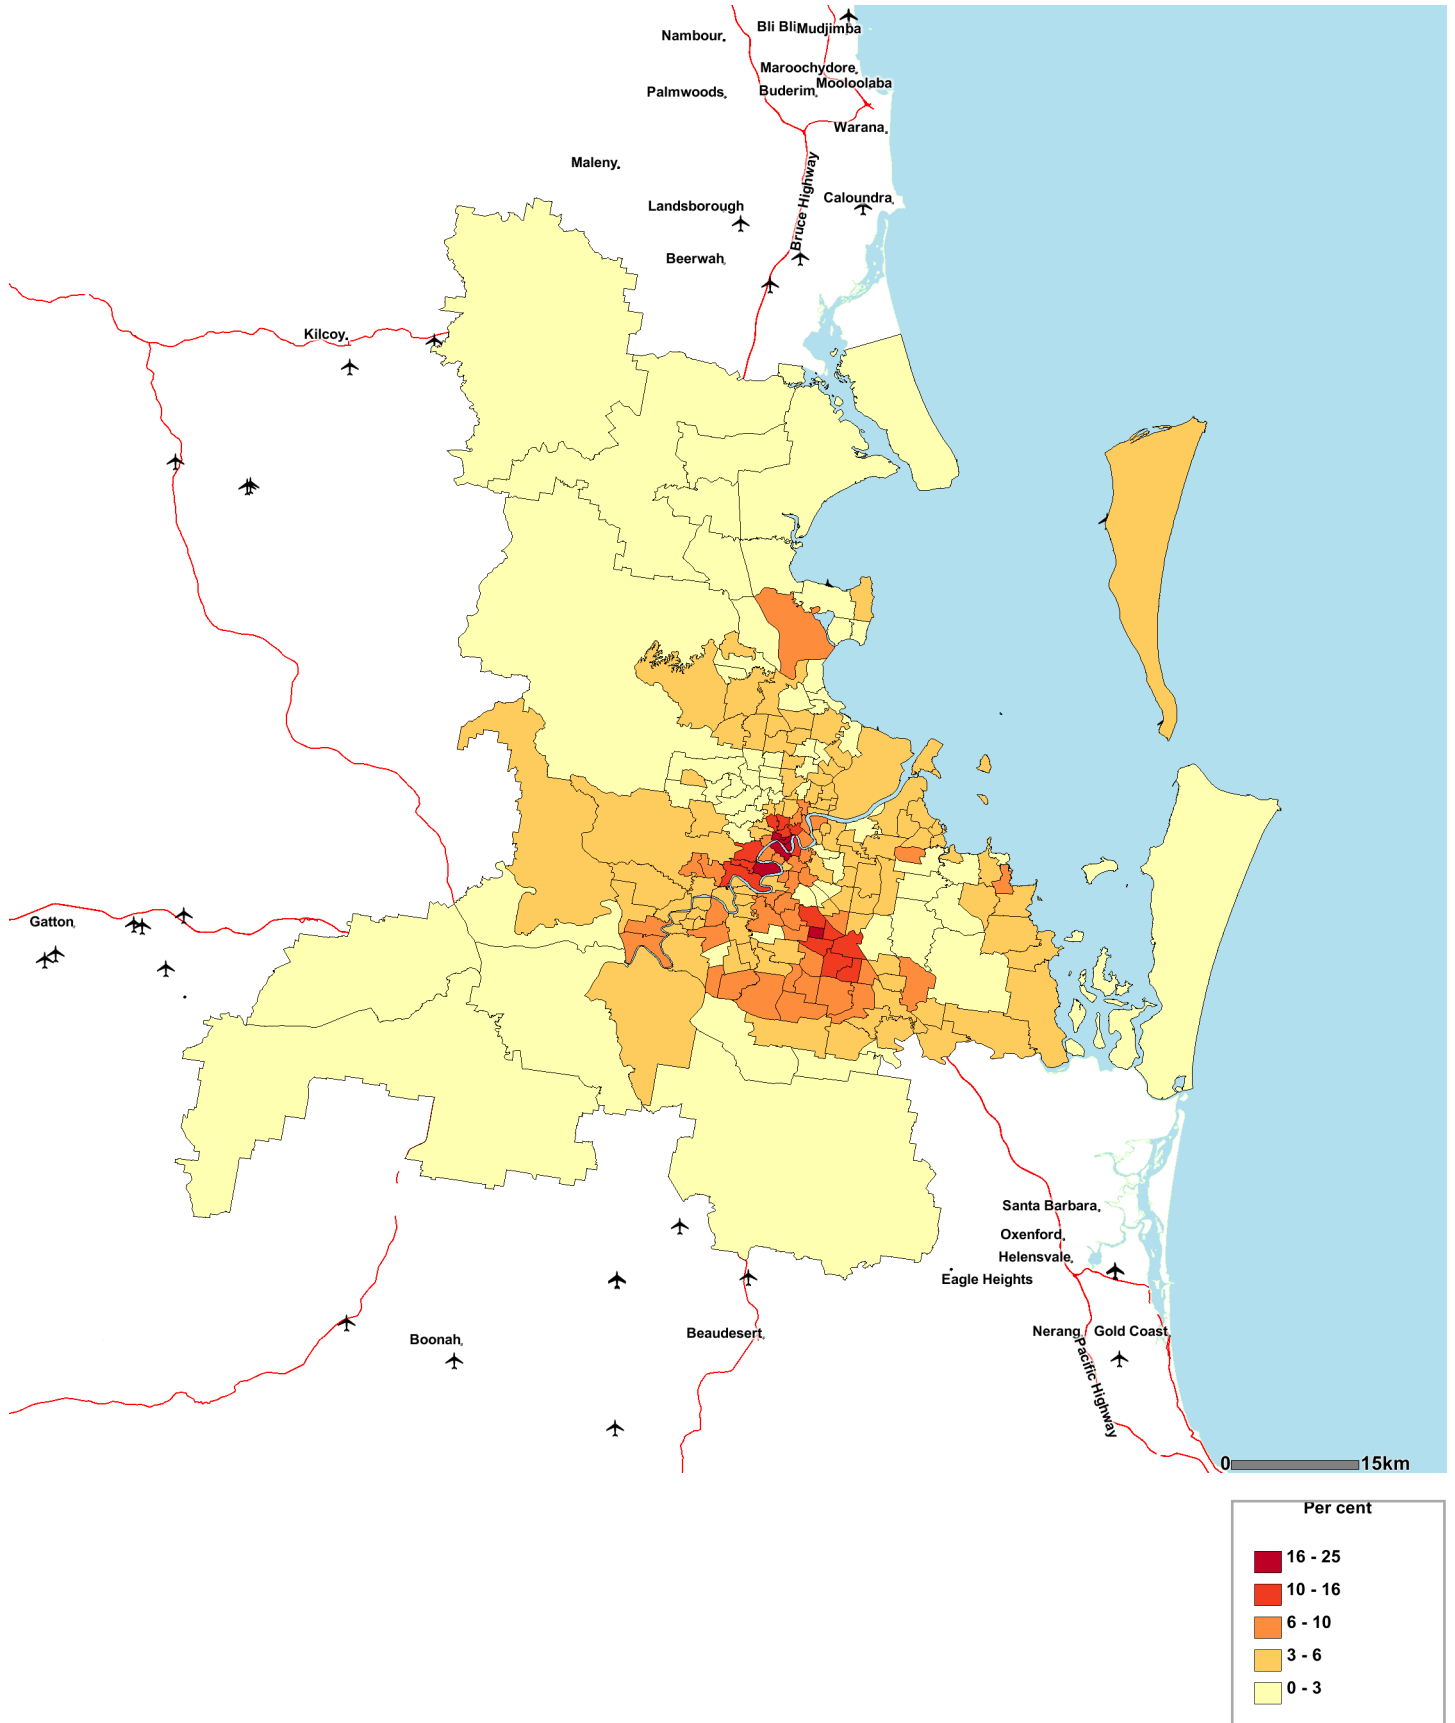 Bli Bli
Mudjimba
Nambour
Maroochydore
Mooloolaba
Palmwoods
Buderim
Warana
Maleny
Bruce Highway
Caloundra
Landsborough
Beerwah
Kilcoy
Gatton
Santa Barbara
Oxenford
Helensvale
Eagle Heights
Boonah
Beaudesert
Nerang
Gold Coast
Pacific Highway
0 15km
Per cent
16 - 25
10 - 16
6 - 10
3 - 6
0 - 3